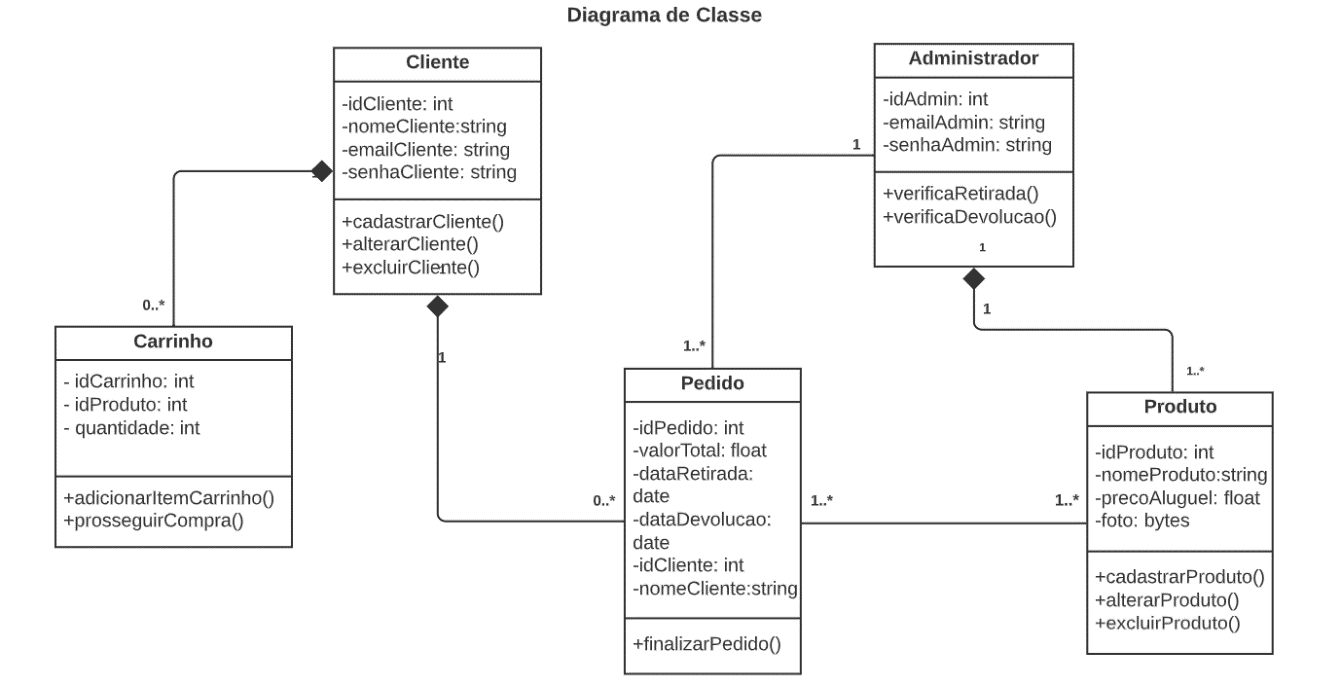 Diagrama de Classe
Cliente
-idCliente: int
-nomeCliente:string
-emailCliente: string
-senhaCliente: string
+cadastrarCliente()
+alterarCliente()
+excluirCliente()
1
Administrador
-idAdmin: int
-emailAdmin: string
-senhaAdmin: string
+verificaRetirada()
+verificaDevolucao()
1
1
1
1..*
0..*
Carrinho
- idCarrinho: int
- idProduto: int
- quantidade: int
+adicionarItemCarrinho()
+prosseguirCompra()
1..*
Pedido
-idPedido: int
-valorTotal: float
-dataRetirada:
date
-dataDevolucao:
date
-idCliente: int
-nomeCliente:string
+finalizarPedido()
0..*
1..*
1..*
Produto
-idProduto: int
-nomeProduto:string
-precoAluguel: float
-foto: bytes
+cadastrarProduto()
+alterarProduto()
+excluirProduto()